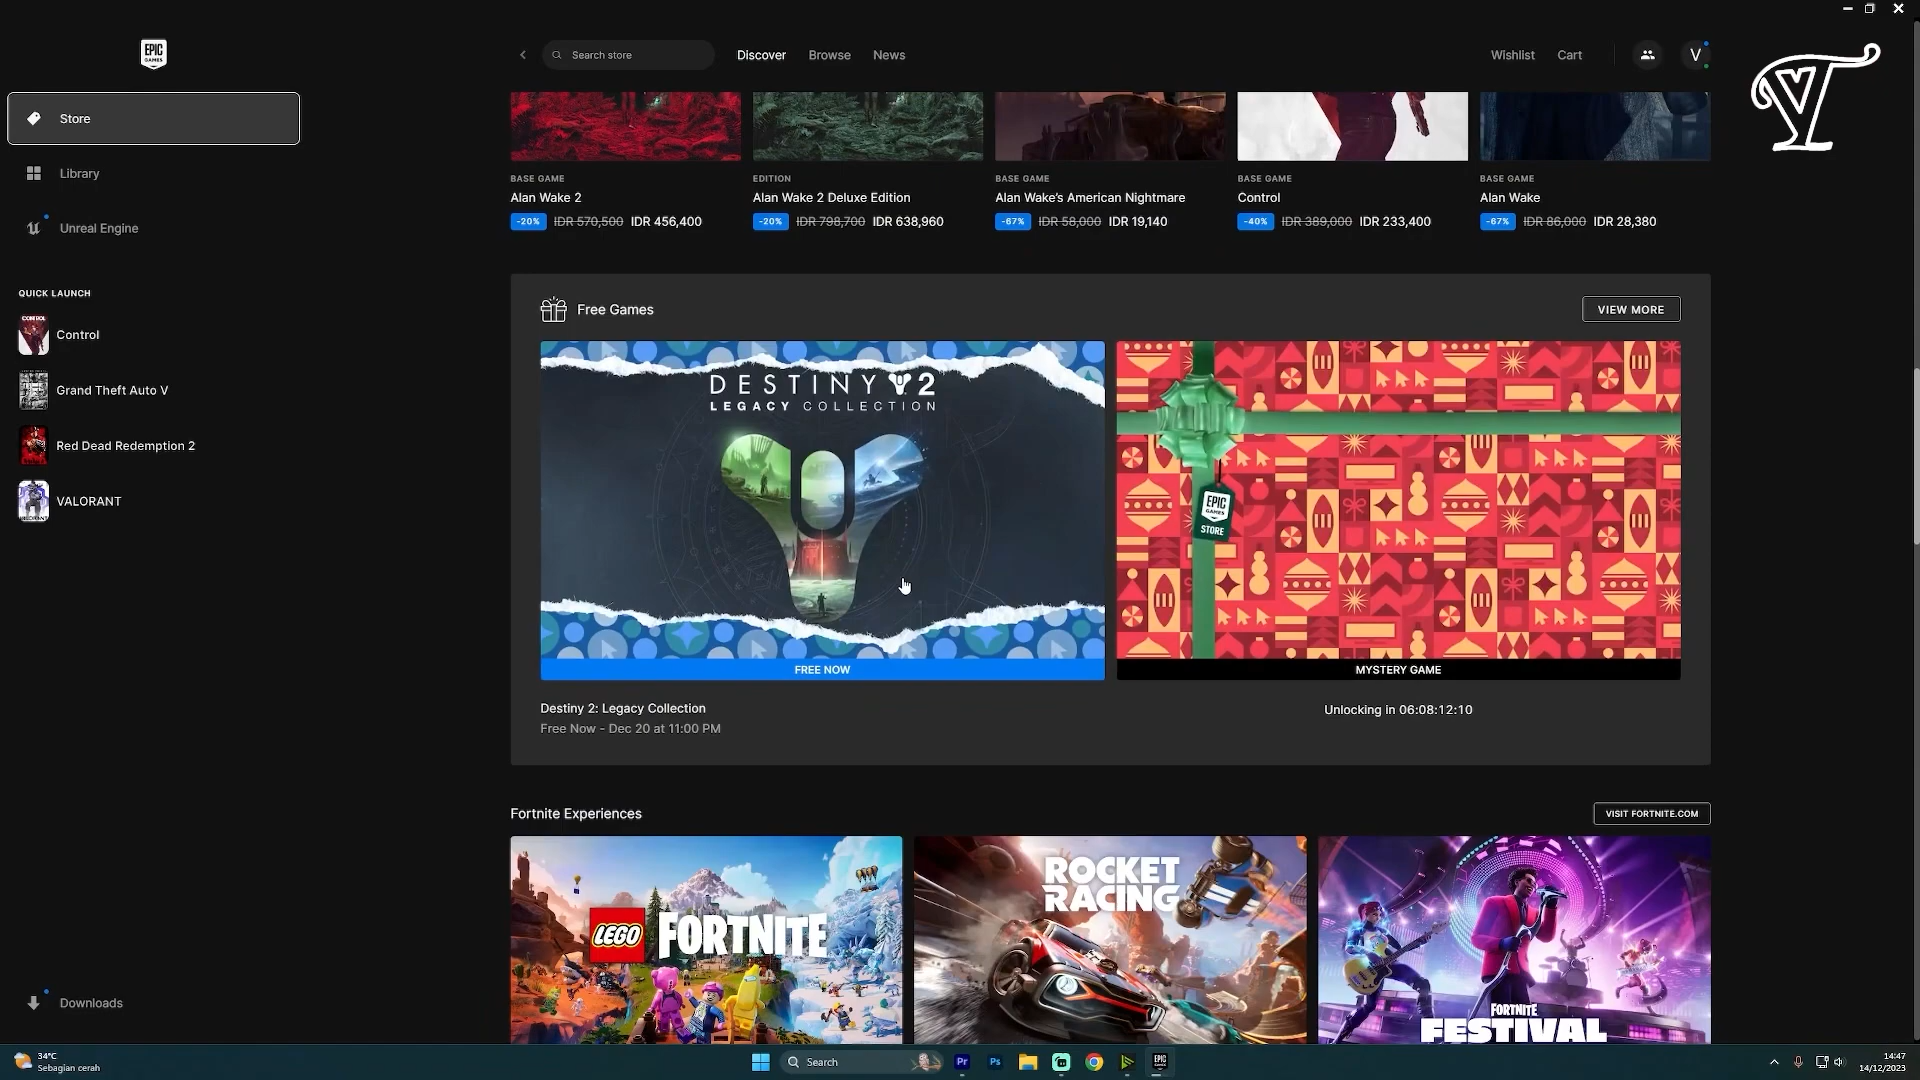 EPIC GAMES
Search store
Discover
Browse
News
Wishlist
Cart
V
Store
Library
Unreal Engine
QUICK LAUNCH
CONTROL
Control
Grand Theft Auto V
Red Dead Redemption 2
VALORANT
Downloads
BASE GAME
Alan Wake 2
-20% IDR 570,500 IDR 456,400
EDITION
Alan Wake 2 Deluxe Edition
-20% IDR 798,700 IDR 638,960
BASE GAME
Alan Wake's American Nightmare
-67% IDR 58,000 IDR 19,140
BASE GAME
Control
-40% IDR 389,000 IDR 233,400
BASE GAME
Alan Wake
-67% IDR 86,000 IDR 28,380
Free Games
VIEW MORE
DESTINY 2
LEGACY COLLECTION
FREE NOW
Destiny 2: Legacy Collection
Free Now - Dec 20 at 11:00 PM
EPIC
GAMES
STORE
MYSTERY GAME
Unlocking in 06:08:12:10
Fortnite Experiences
VISIT FORTNITE.COM
LEGO FORTNITE
ROCKET
RACING
FORTNITE
FESTIVAL
34°C
Sebagian cerah
Search
Pr
Ps
EPIC GAMES
14:47
14/12/2023